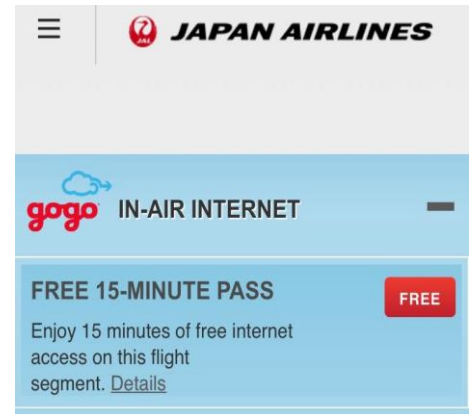 JAL
JAPAN AIRLINES
gogo IN-AIR INTERNET
FREE 15-MINUTE PASS
FREE
Enjoy 15 minutes of free internet
access on this flight
segment. Details